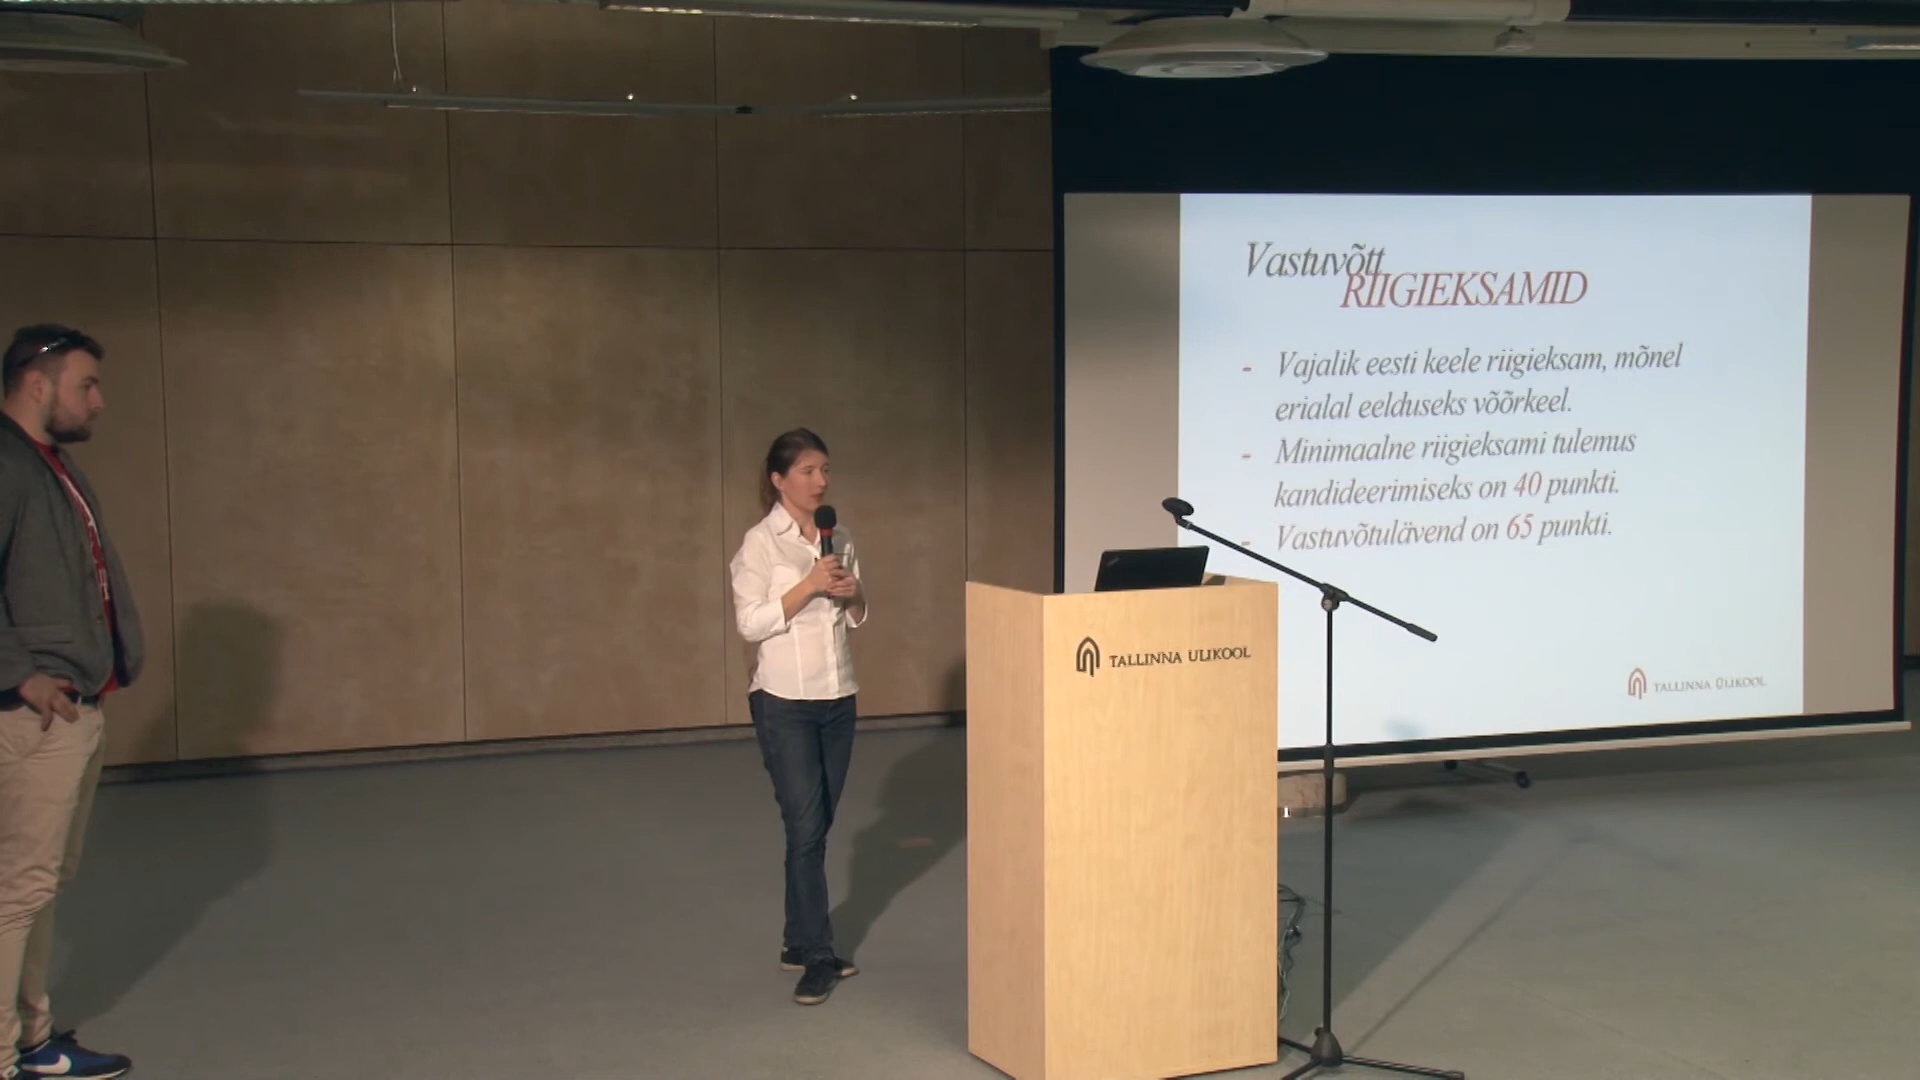 Vastuvõtt
RIIGIEKSAMID
- Vajalik eesti keele riigieksam, mõnel
erialal eelduseks võõrkeel.
- Minimaalne riigieksami tulemus
kandideerimiseks on 40 punkti.
- Vastuvõtulävend on 65 punkti.
TALLINNA ÜLIKOOL
TALLINNA ULIKOOL